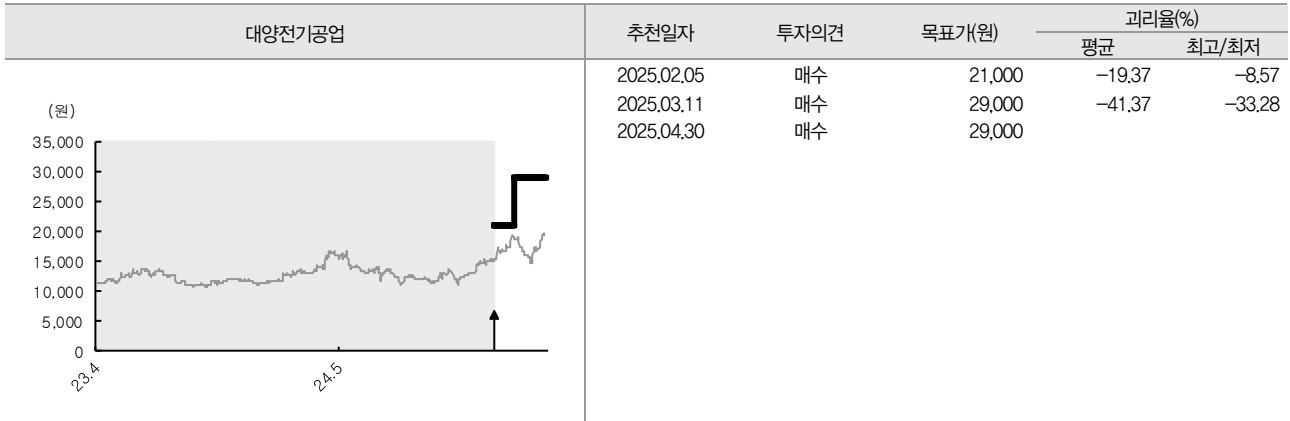 대양전기공업
추천일자 투자의견 목표가(원) 괴리율(%)
평균 최고/최저
2025.02.05 매수 21,000 −19.37 −8.57
2025.03.11 매수 29,000 −41.37 −33.28
2025.04.30 매수 29,000
(원)
35,000
30,000
25,000
20,000
15,000
10,000
5,000
0
23.4 24.5